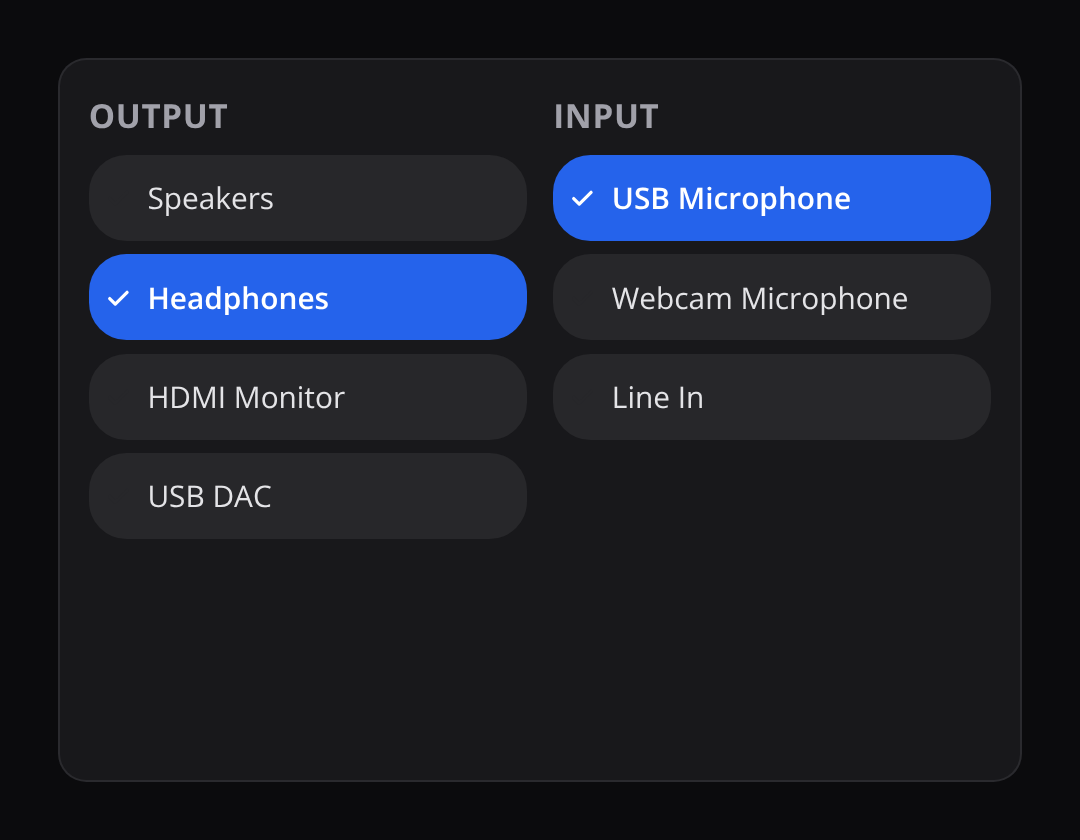 OUTPUT
Speakers
Headphones
HDMI Monitor
USB DAC
INPUT
USB Microphone
Webcam Microphone
Line In